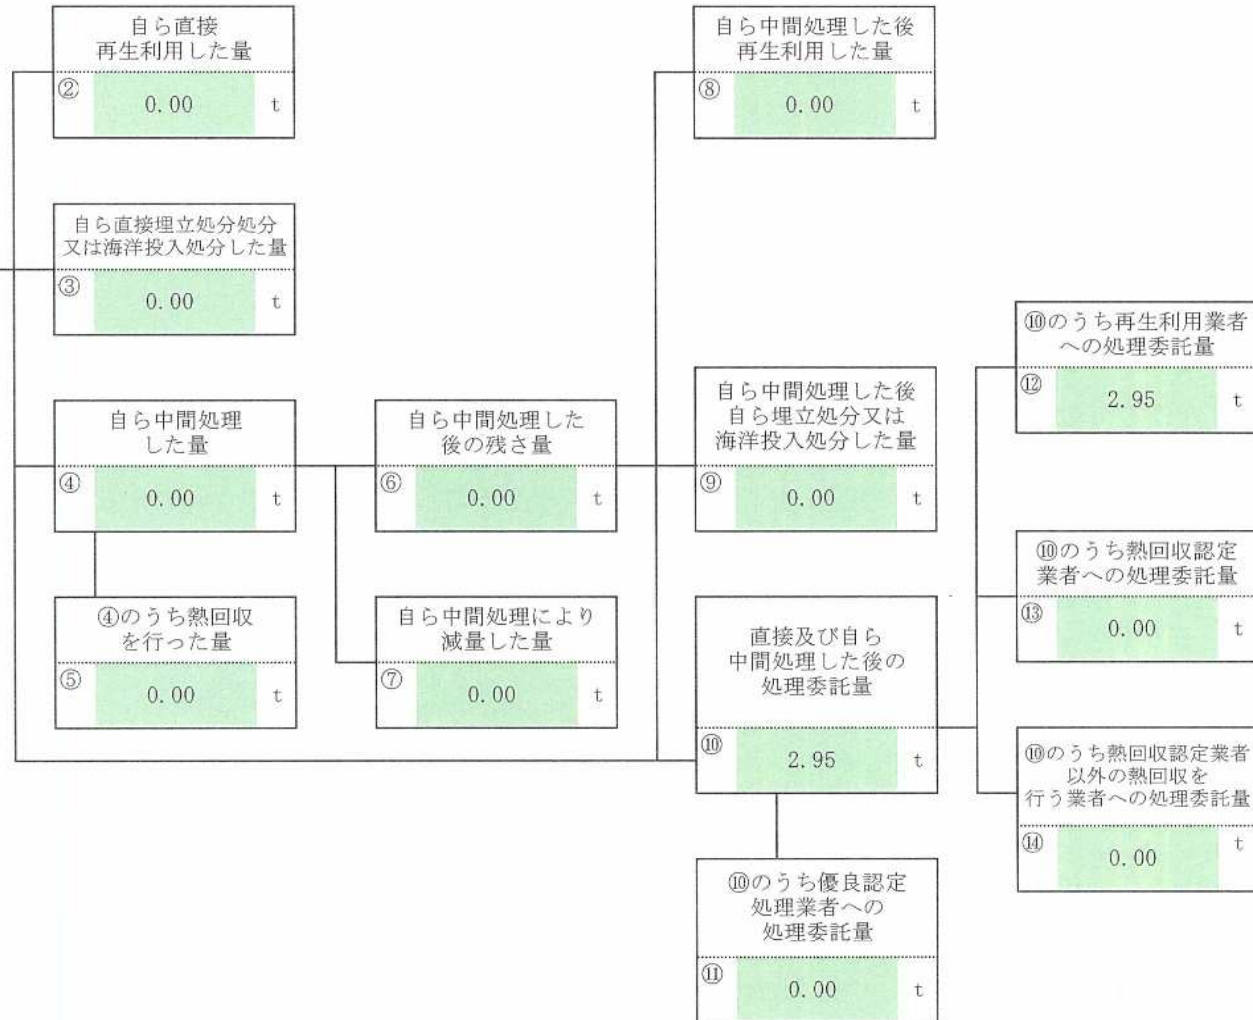 自ら直接
再生利用した量
②
0.00
t
自ら中間処理した後
再生利用した量
⑧
0.00
t
自ら直接埋立処分処分
又は海洋投入処分した量
③
0.00
t
⑩のうち再生利用業者
への処理委託量
⑫
2.95
t
自ら中間処理
した量
④
0.00
t
自ら中間処理した
後の残さ量
⑥
0.00
t
自ら中間処理した後
自ら埋立処分又は
海洋投入処分した量
⑨
0.00
t
⑩のうち熱回収認定
業者への処理委託量
⑬
0.00
t
④のうち熱回収
を行った量
⑤
0.00
t
自ら中間処理により
減量した量
⑦
0.00
t
直接及び自ら
中間処理した後の
処理委託量
⑩
2.95
t
⑩のうち熱回収認定業者
以外の熱回収を
行う業者への処理委託量
⑭
0.00
t
⑩のうち優良認定
処理業者への
処理委託量
⑪
0.00
t